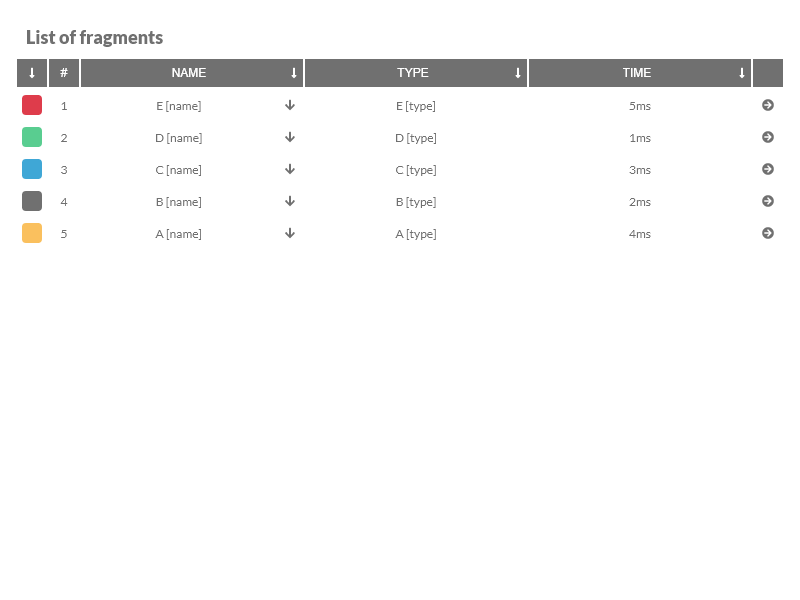 List of fragments
# NAME TYPE TIME
1 E [name] E [type] 5ms
2 D [name] D [type] 1ms
3 C [name] C [type] 3ms
4 B [name] B [type] 2ms
5 A [name] A [type] 4ms